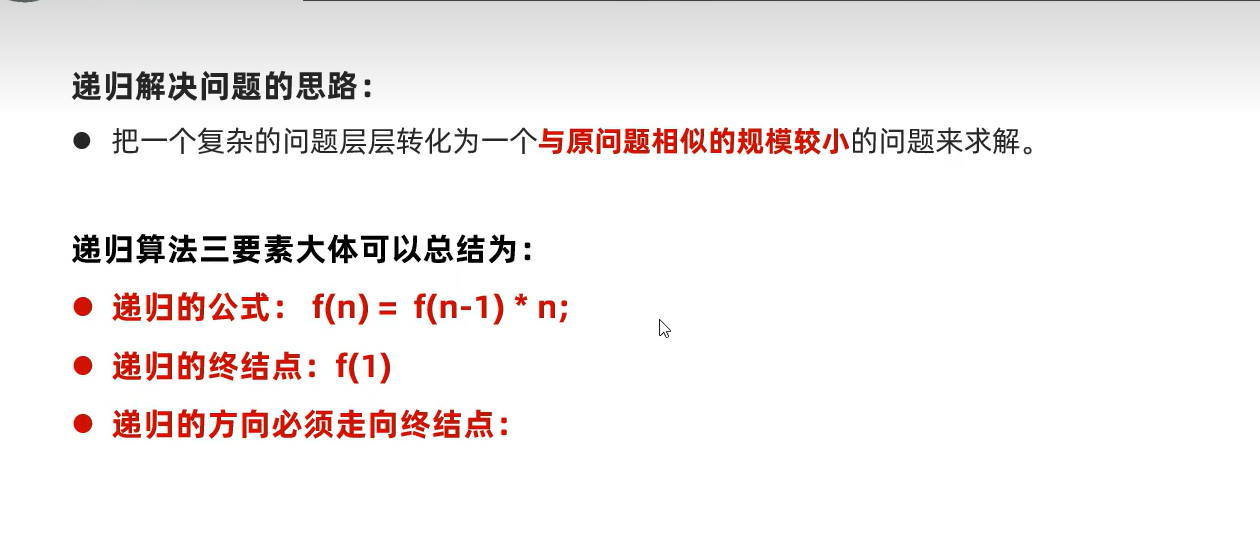 递归解决问题的思路：
● 把一个复杂的问题层层转化为一个与原问题相似的规模较小的问题来求解。
递归算法三要素大体可以总结为：
● 递归的公式： f(n) = f(n-1) * n;
● 递归的终结点：f(1)
● 递归的方向必须走向终结点：